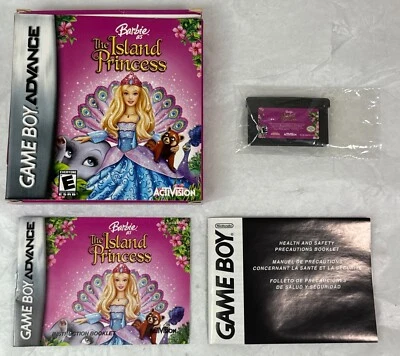 GAME BOY ADVANCE
Barbie
as
The Island
Princess
EVERYONE
E
ACTIVISION
GAME BOY ADVANCE
Barbie
as
The Island
Princess
INSTRUCTION BOOKLET
ACTIVISION
Nintendo
GAME BOY
HEALTH AND SAFETY
PRECAUTIONS BOOKLET
MANUEL DE PRÉCAUTIONS
CONCERNANT LA SANTÉ ET LA SÉCURITÉ
FOLLETO DE PRECAUCIONES
DE SALUD Y SEGURIDAD